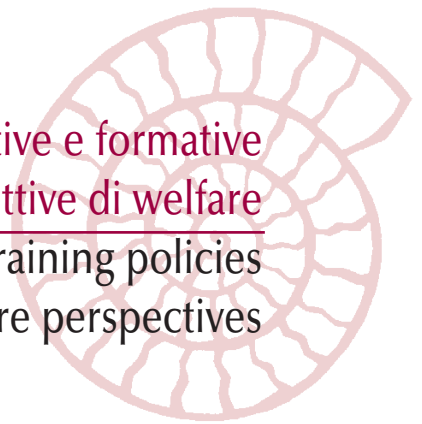 tive e formative
ttive di welfare
raining policies
re perspectives